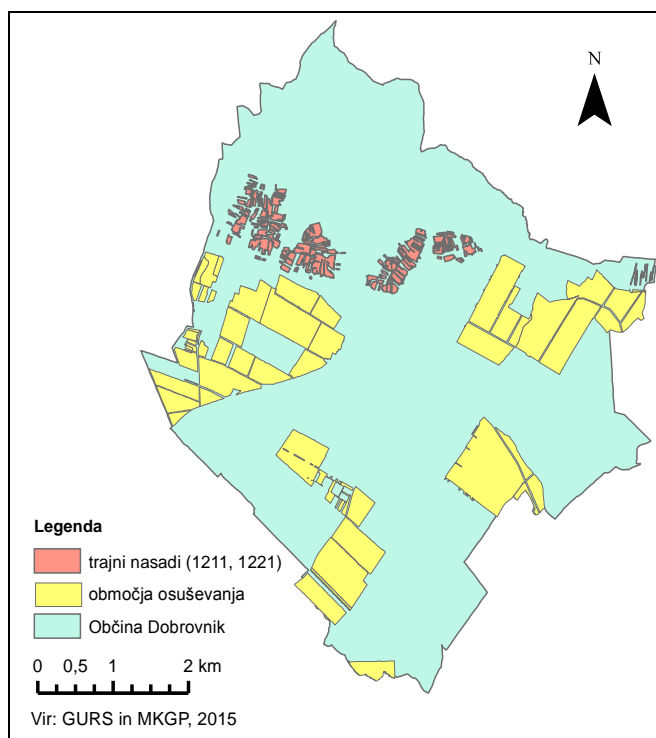 N
Legenda
trajni nasadi (1211, 1221)
območja osuševanja
Občina Dobrovnik
0 0,5 1 2 km
Vir: GURS in MKGP, 2015